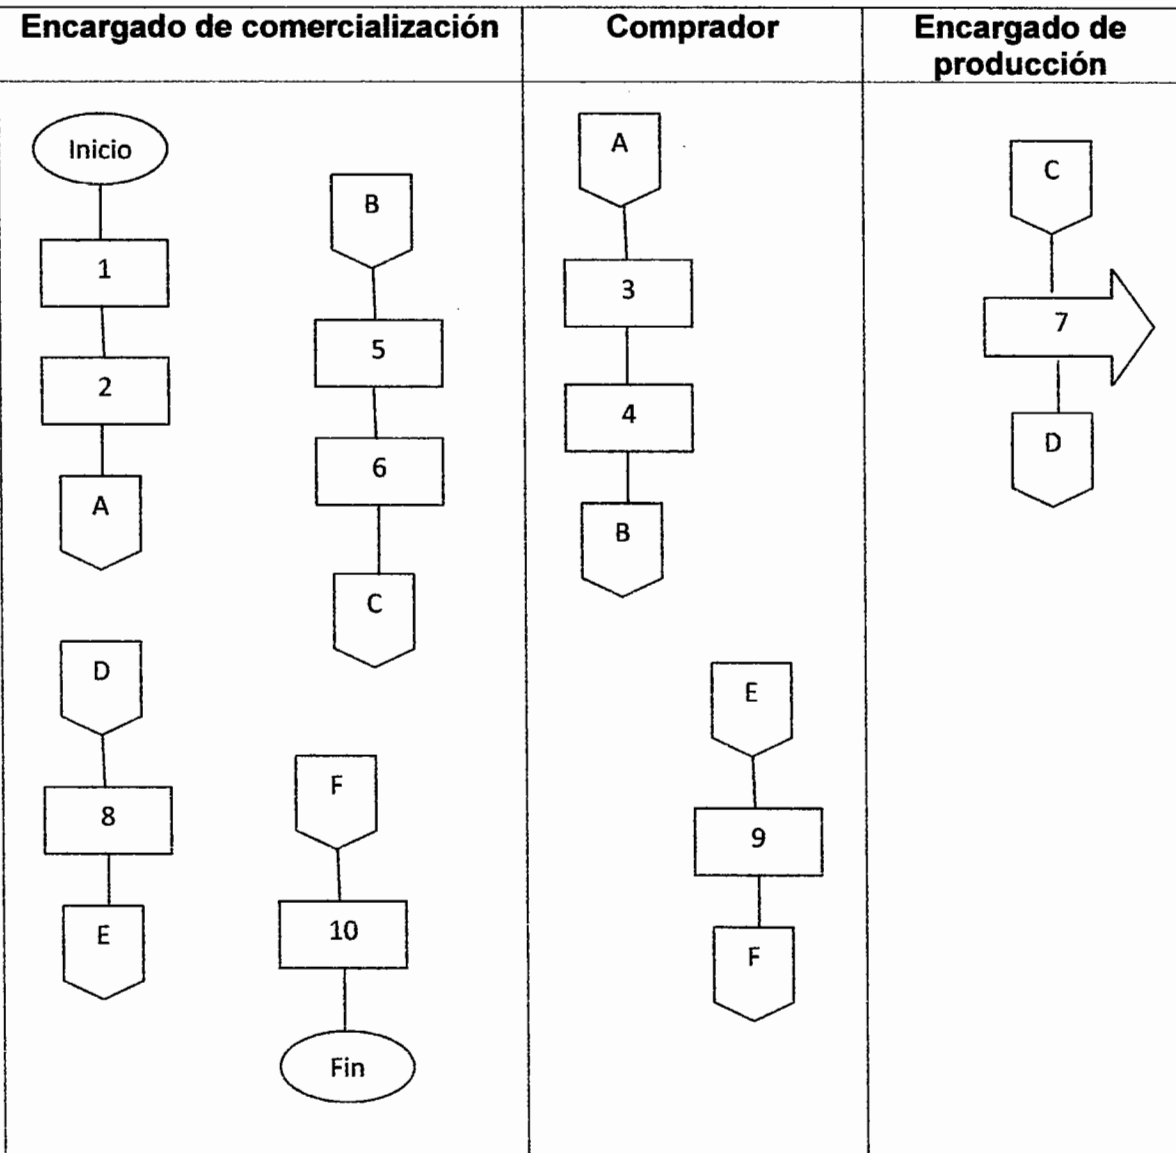 Encargado de comercialización
Comprador
Encargado de
producción
Inicio
1
2
A
B
5
6
C
D
8
E
F
10
Fin
A
3
4
B
E
9
F
C
7
D